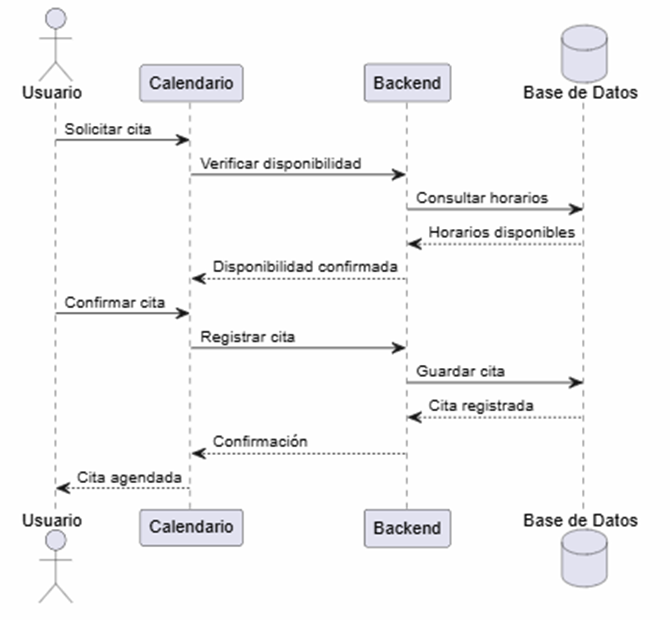 Usuario
Calendario
Backend
Base de Datos
Solicitar cita
Verificar disponibilidad
Consultar horarios
Horarios disponibles
Disponibilidad confirmada
Confirmar cita
Registrar cita
Guardar cita
Cita registrada
Confirmación
Cita agendada
Usuario
Calendario
Backend
Base de Datos